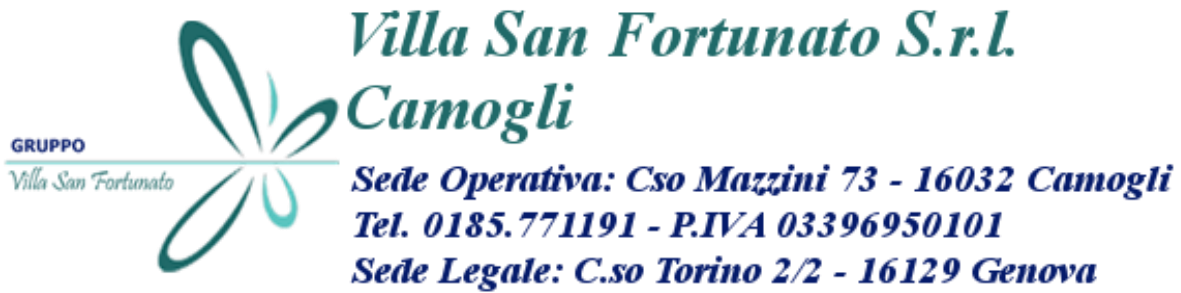 GRUPPO
Villa San Fortunato
Villa San Fortunato S.r.l.
Camogli
Sede Operativa: Cso Mazzini 73 - 16032 Camogli
Tel. 0185.771191 - P.IVA 03396950101
Sede Legale: C.so Torino 2/2 - 16129 Genova